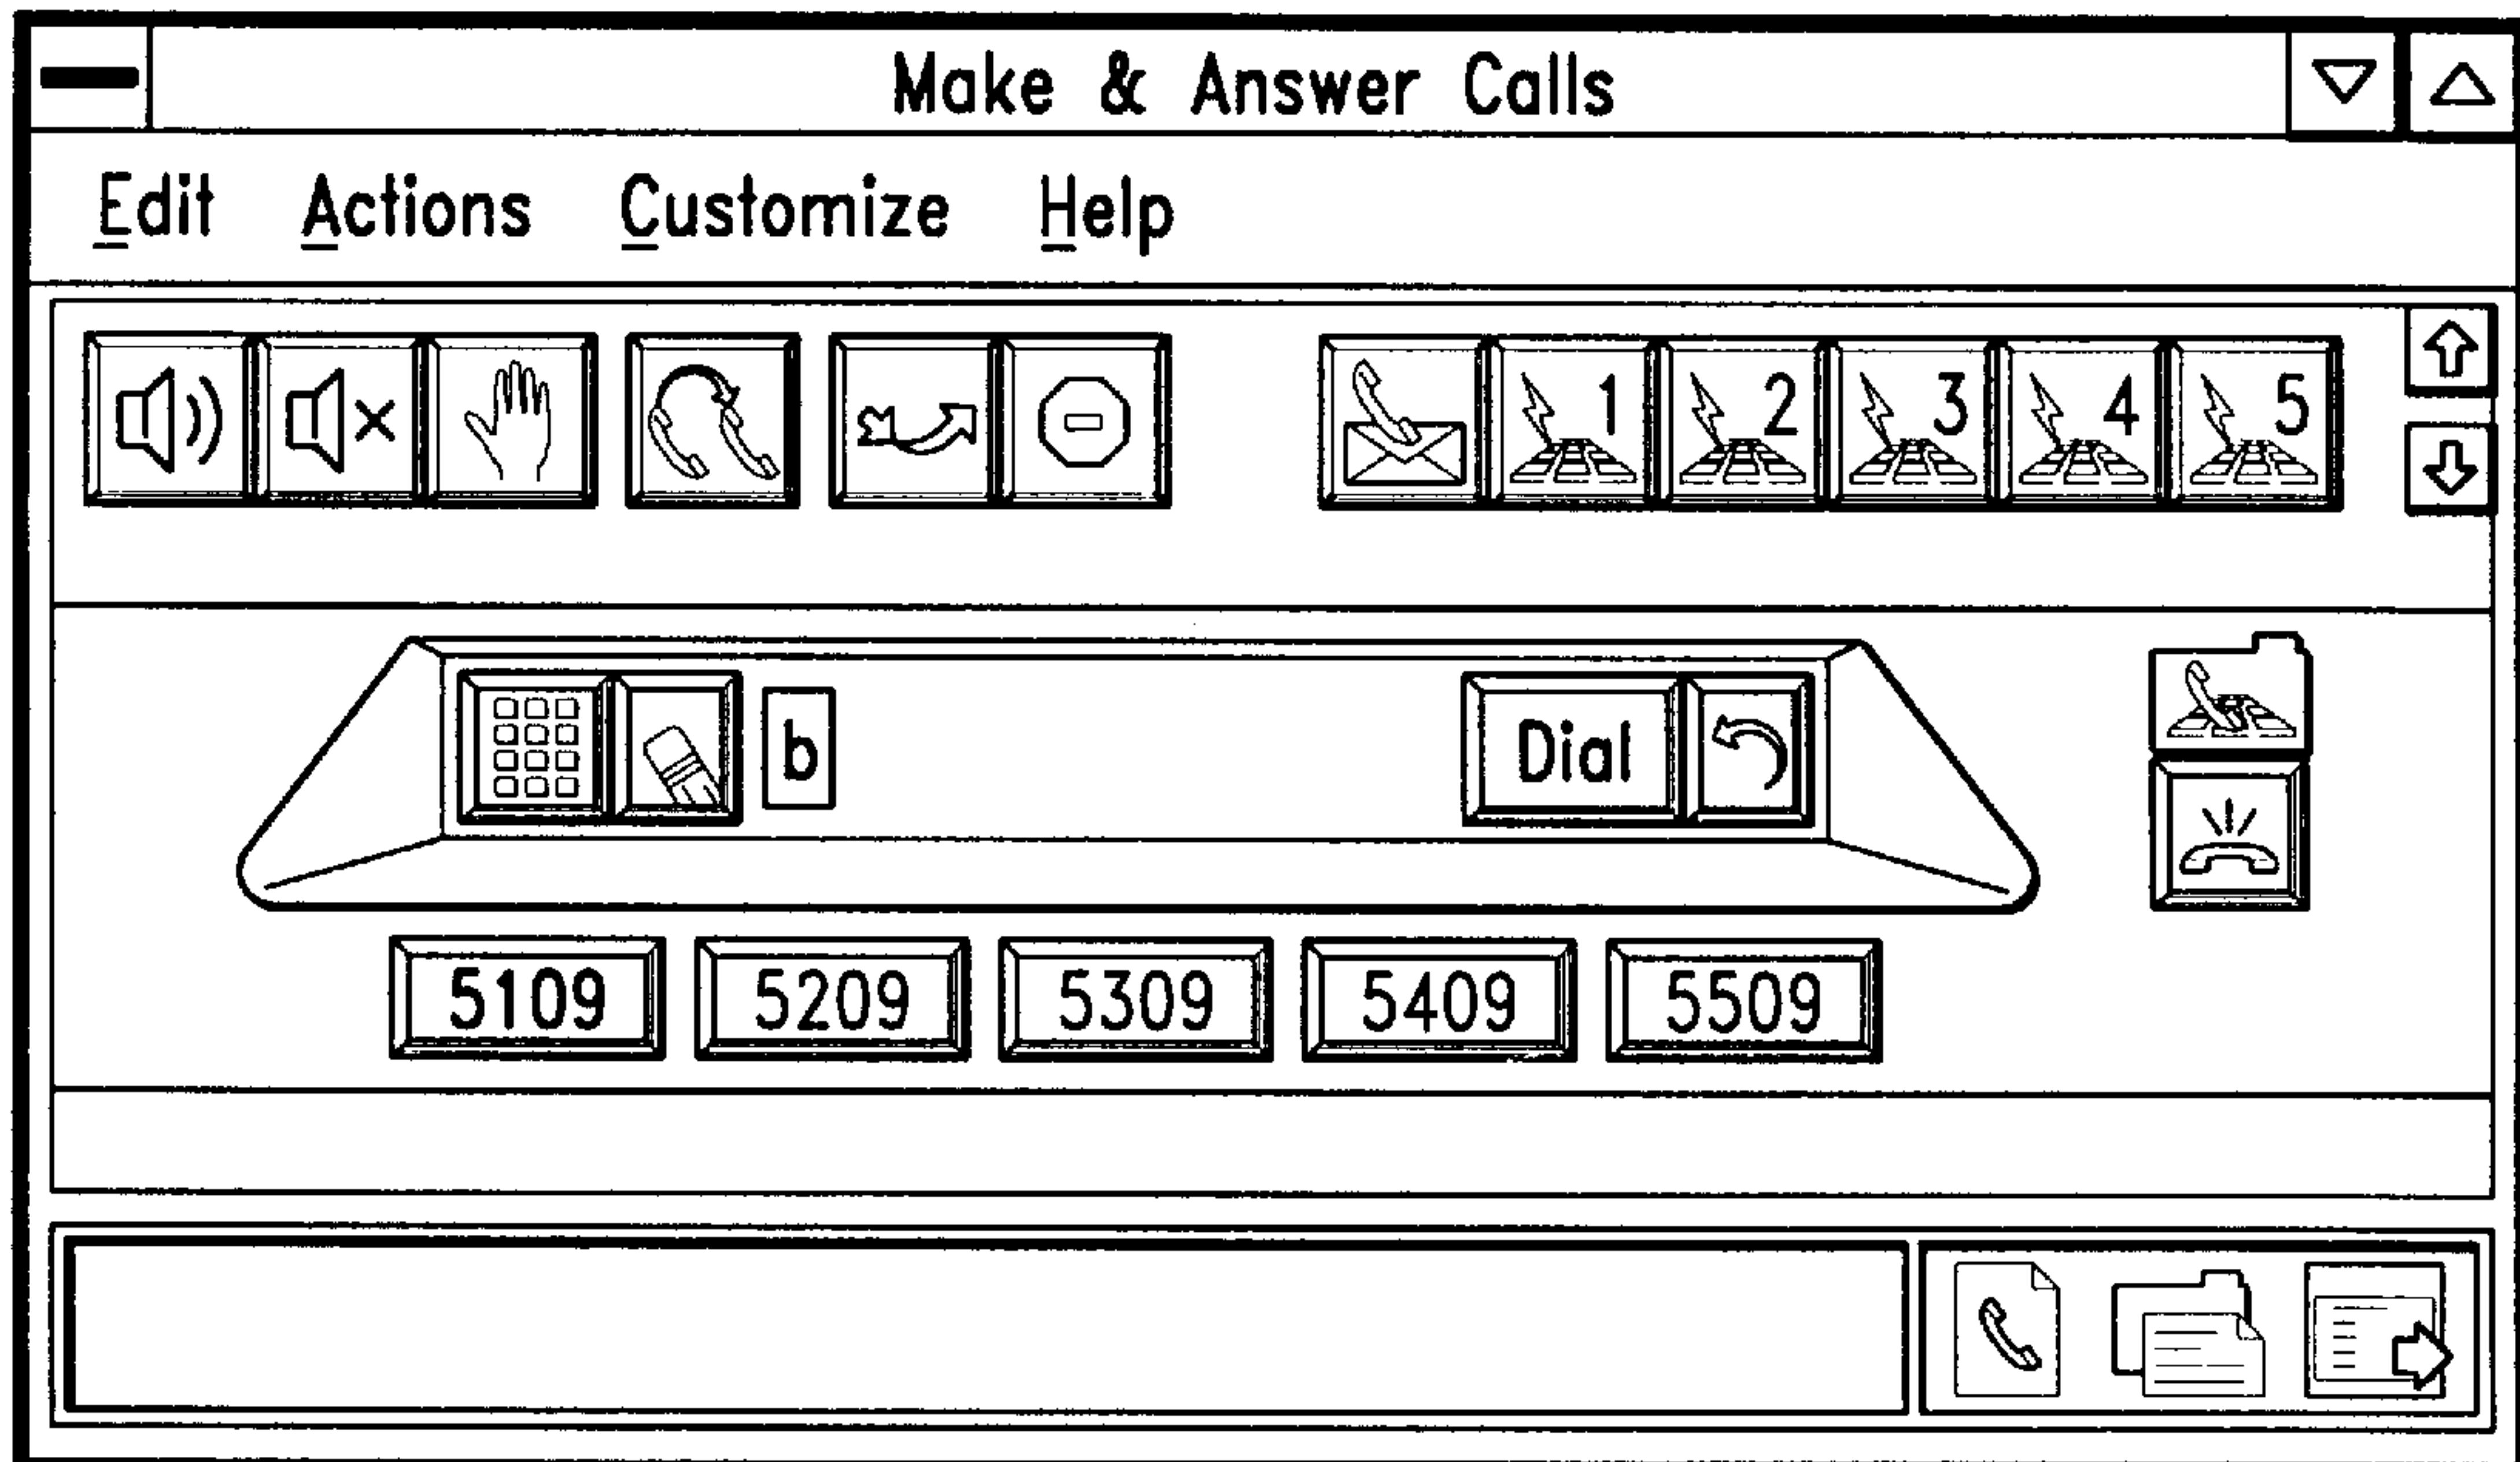 Make & Answer Calls
Edit Actions Customize Help
1 2 3 4 5
b Dial
5109 5209 5309 5409 5509